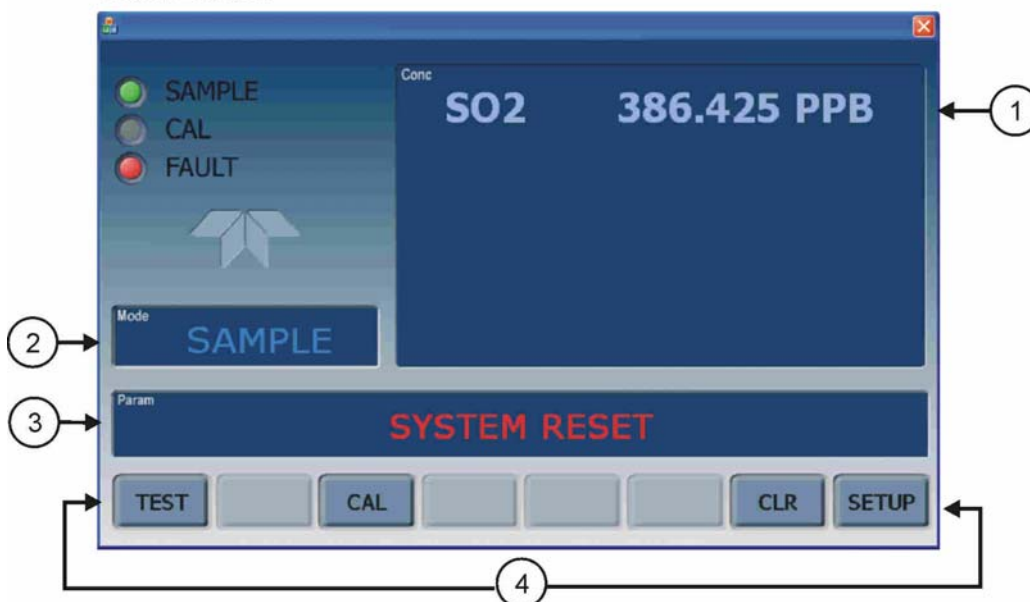 SAMPLE
CAL
FAULT
Conc
SO2 386.425 PPB
1
Mode
SAMPLE
2
Param
SYSTEM RESET
3
TEST CAL CLR SETUP
4